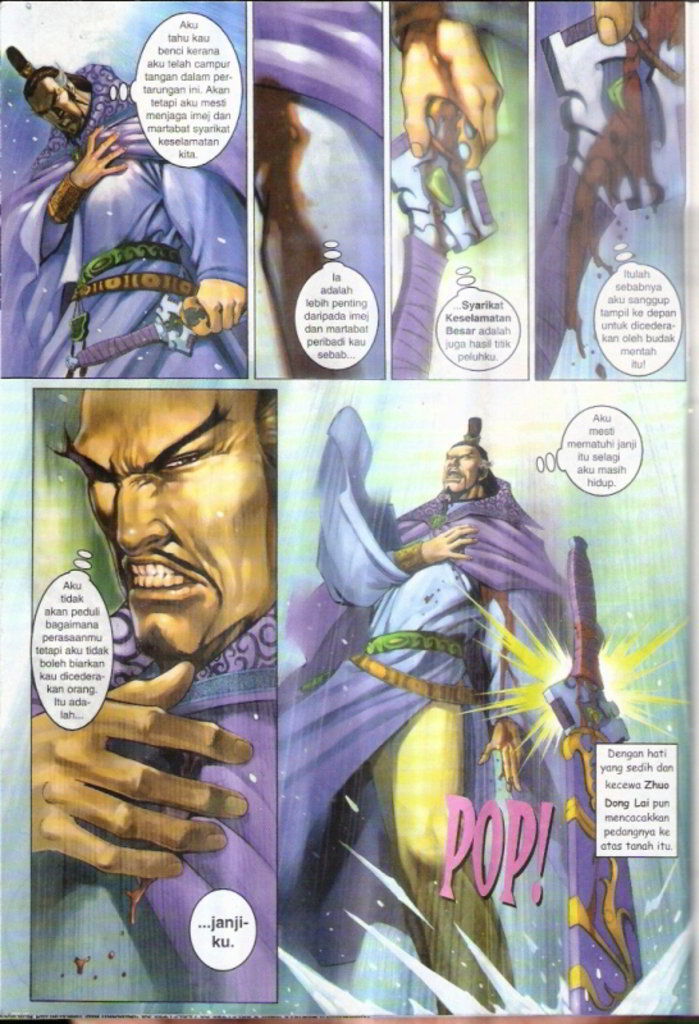 Aku
tahu kau
benci kerana
aku telah campur
tangan dalam per-
tarungan ini. Akan
tetapi aku mesti
menjaga imej dan
martabat syarikat
keselamatan
kita.
Ia
adalah
lebih penting
daripada imej
dan martabat
peribadi kau
sebab...
...Syarikat
Keselamatan
Besar adalah
juga hasil titik
peluhku.
Itulah
sebabnya
aku sanggup
tampil ke depan
untuk dicedera-
kan oleh budak
mentah
itu!
Aku
tidak
akan peduli
bagaimana
perasaanmu
tetapi aku tidak
boleh biarkan
kau dicedera-
kan orang.
Itu ada-
lah...
...janji-
ku.
Aku
mesti
mematuhi janji
itu selagi
aku masih
hidup.
Dengan hati
yang sedih dan
kecewa Zhuo
Dong Lai pun
mencacakkan
pedangnya ke
atas tanah itu.
POP!